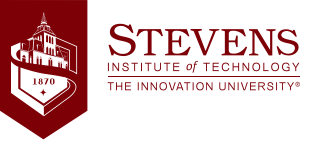 1870
STEVENS
INSTITUTE of TECHNOLOGY
THE INNOVATION UNIVERSITY®